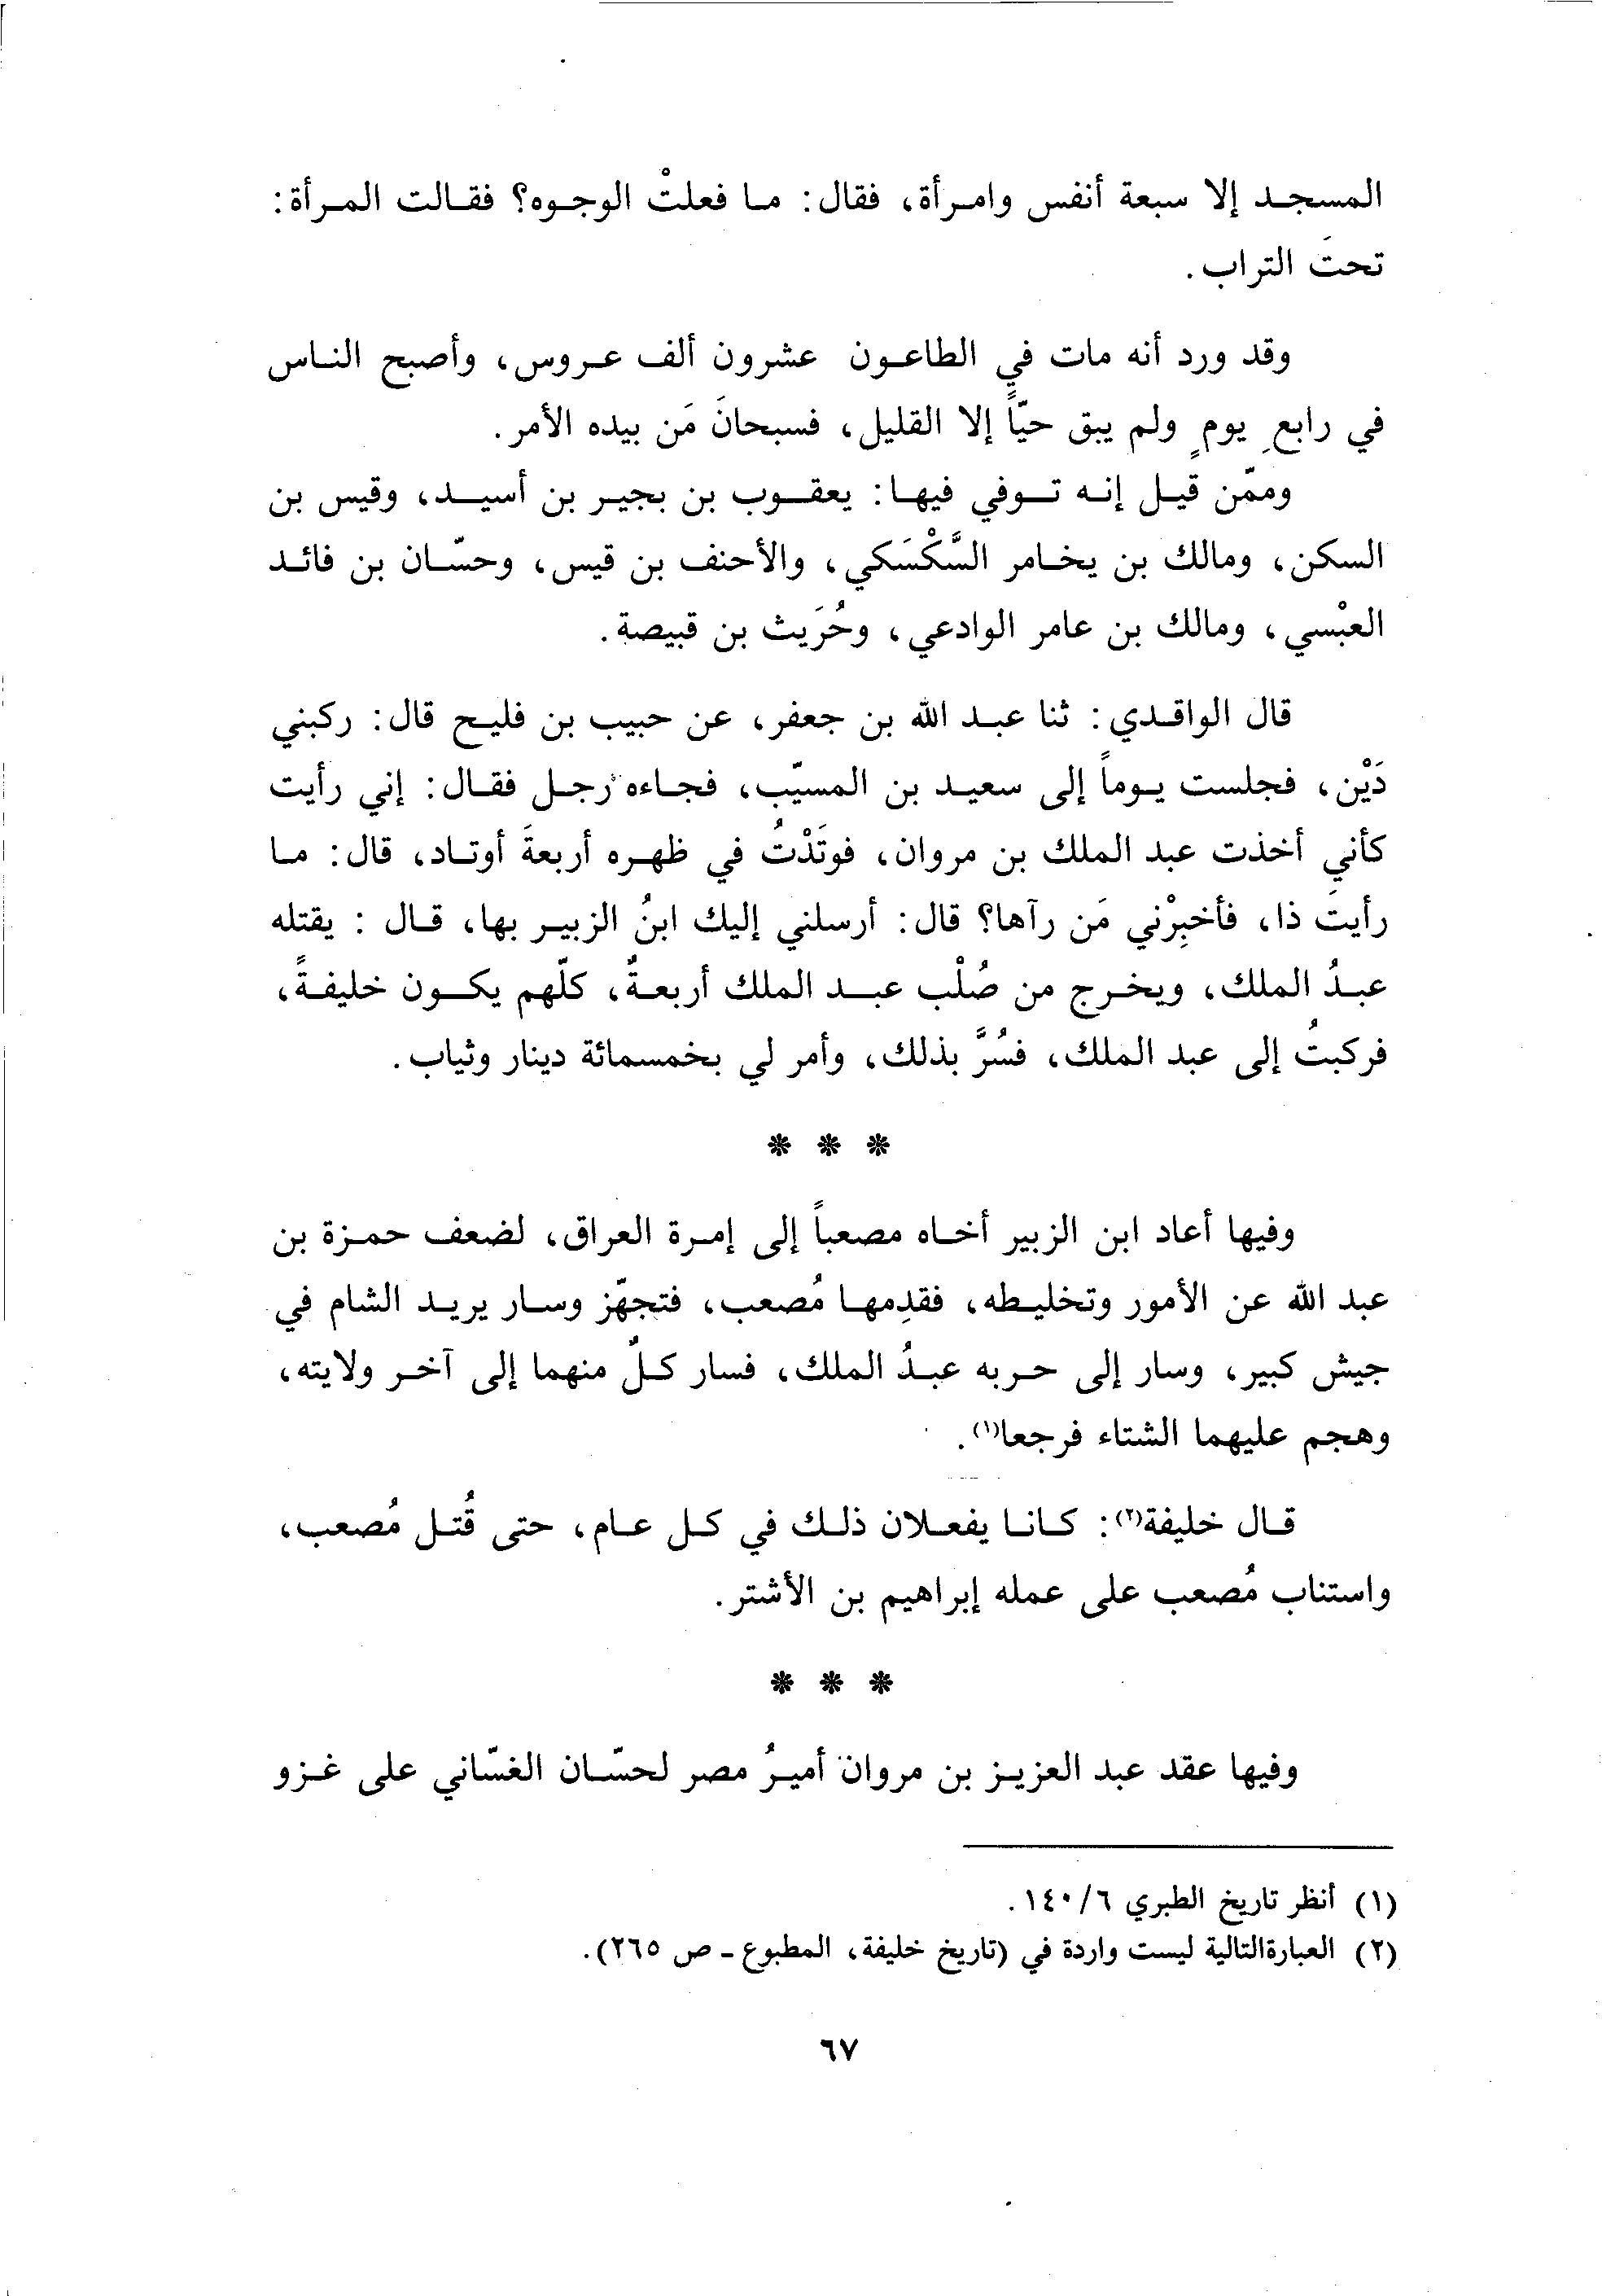 المسجد إلا سبعة أنفس وامرأة، فقال: ما فعلتْ الوجوه؟ فقالت المرأة:
تحتَ التراب.
وقد ورد أنه مات في الطاعون عشرون ألف عروس، وأصبح الناس
في رابعِ يومٍ ولم يبق حيّاً إلا القليل، فسبحانَ مَن بيده الأمر.
وممّن قيل إنه توفي فيها: يعقوب بن بجير بن أسيد، وقيس بن
السكن، ومالك بن يخامر السَّكْسَكي، والأحنف بن قيس، وحسّان بن فائد
العبْسي، ومالك بن عامر الوادعي، وحُرَيث بن قبيصة.
قال الواقدي: ثنا عبد الله بن جعفر، عن حبيب بن فليح قال: ركبني
دَيْن، فجلست يوماً إلى سعيد بن المسيّب، فجاءه رجل فقال: إني رأيت
كأني أخذت عبد الملك بن مروان، فوتَدْتُ في ظهره أربعةَ أوتاد، قال: ما
رأيتَ ذا، فأخبِرْني مَن رآها؟ قال: أرسلني إليك ابنُ الزبير بها، قال: يقتله
عبدُ الملك، ويخرج من صُلْب عبد الملك أربعةٌ، كلّهم يكون خليفةً،
فركبتُ إلى عبد الملك، فسُرَّ بذلك، وأمر لي بخمسمائة دينار وثياب.
* * *
وفيها أعاد ابن الزبير أخاه مصعباً إلى إمرة العراق، لضعف حمزة بن
عبد الله عن الأمور وتخليطه، فقدِمها مُصعب، فتجهّز وسار يريد الشام في
جيش كبير، وسار إلى حربه عبدُ الملك، فسار كلٌ منهما إلى آخر ولايته،
وهجم عليهما الشتاء فرجعا(١).
قال خليفة(٢): كانا يفعلان ذلك في كل عام، حتى قُتل مُصعب،
واستناب مُصعب على عمله إبراهيم بن الأشتر.
* * *
وفيها عقد عبد العزيز بن مروان أميرُ مصر لحسّان الغسّاني على غزو
(١) أنظر تاريخ الطبري ٦/١٤٠.
(٢) العبارةالتالية ليست واردة في (تاريخ خليفة، المطبوع - ص ٢٦٥).
٦٧